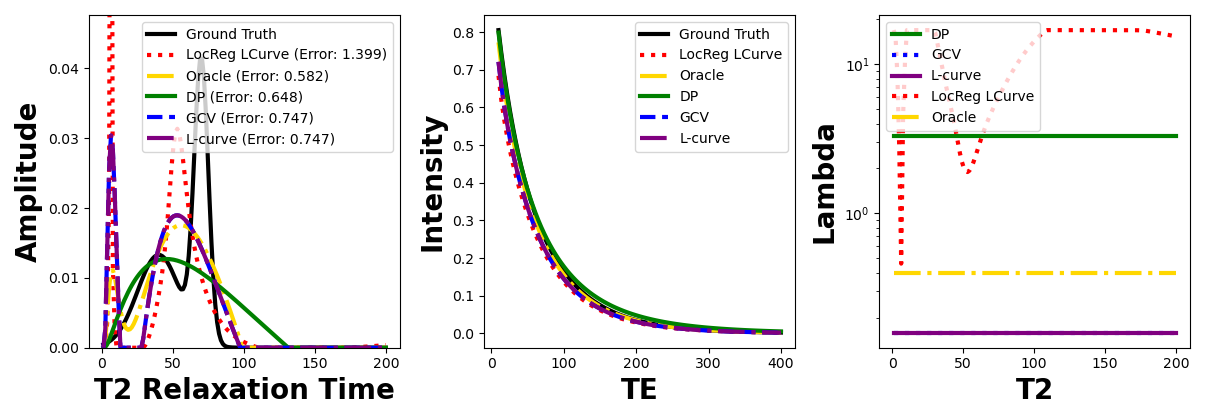 Amplitude
0.04
0.03
0.02
0.01
0.00
Ground Truth
LocReg LCurve (Error: 1.399)
Oracle (Error: 0.582)
DP (Error: 0.648)
GCV (Error: 0.747)
L-curve (Error: 0.747)
0 50 100 150 200
T2 Relaxation Time
Intensity
0.8
0.7
0.6
0.5
0.4
0.3
0.2
0.1
0.0
Ground Truth
LocReg LCurve
Oracle
DP
GCV
L-curve
0 100 200 300 400
TE
Lambda
10¹
10⁰
DP
GCV
L-curve
LocReg LCurve
Oracle
0 50 100 150 200
T2